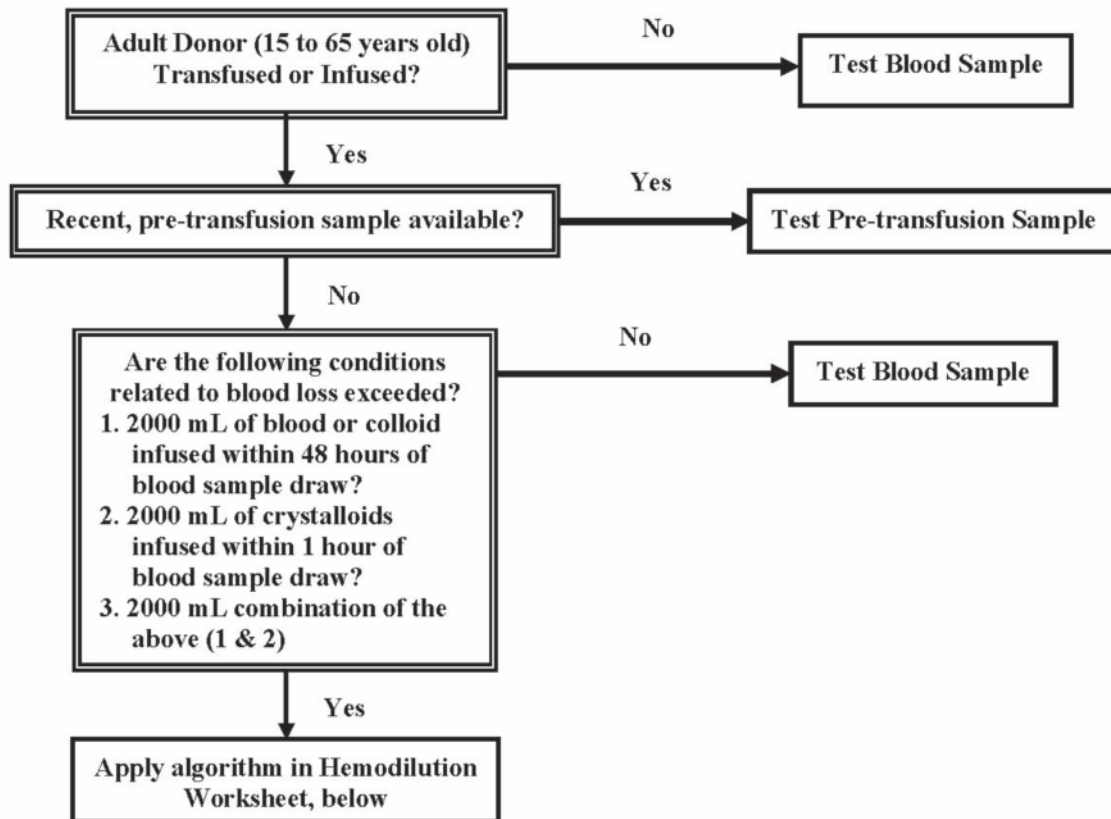 Adult Donor (15 to 65 years old)
Transfused or Infused?
No
Test Blood Sample
Yes
Recent, pre-transfusion sample available?
Yes
Test Pre-transfusion Sample
No
Are the following conditions
related to blood loss exceeded?
1. 2000 mL of blood or colloid
infused within 48 hours of
blood sample draw?
2. 2000 mL of crystalloids
infused within 1 hour of
blood sample draw?
3. 2000 mL combination of the
above (1 & 2)
No
Test Blood Sample
Yes
Apply algorithm in Hemodilution
Worksheet, below